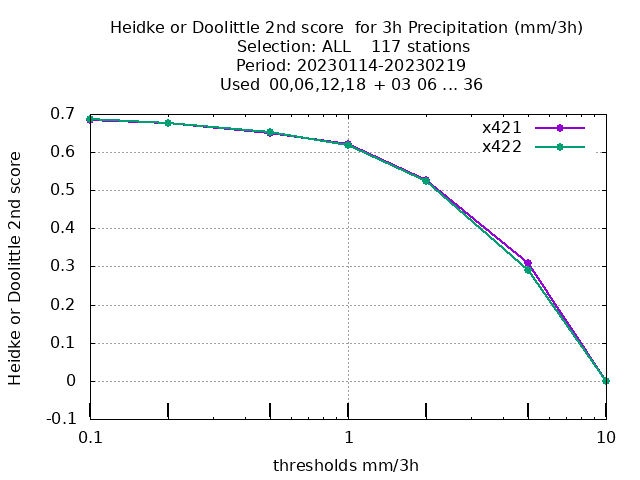 Heidke or Doolittle 2nd score  for 3h Precipitation (mm/3h)
Selection: ALL    117 stations
Period: 20230114-20230219
Used  00,06,12,18  + 03 06 ... 36
x421
x422
0.7
0.6
0.5
0.4
0.3
0.2
0.1
0
-0.1
Heidke or Doolittle 2nd score
0.1
1
10
thresholds mm/3h